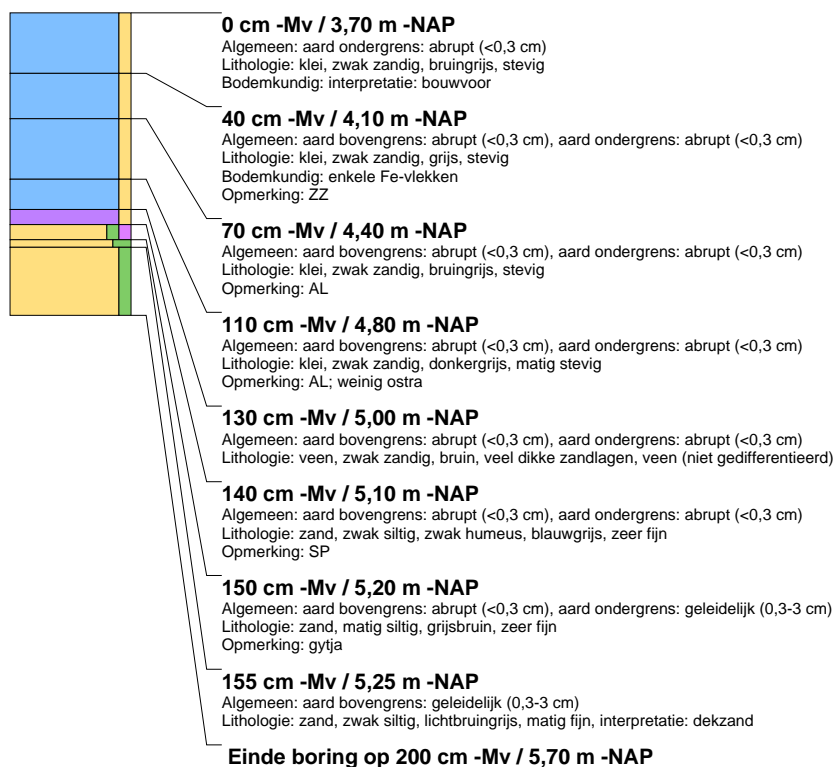 0 cm -Mv / 3,70 m -NAP
Algemeen: aard ondergrens: abrupt (<0,3 cm)
Lithologie: klei, zwak zandig, bruingrijs, stevig
Bodemkundig: interpretatie: bouwvoor
40 cm -Mv / 4,10 m -NAP
Algemeen: aard bovengrens: abrupt (<0,3 cm), aard ondergrens: abrupt (<0,3 cm)
Lithologie: klei, zwak zandig, grijs, stevig
Bodemkundig: enkele Fe-vlekken
Opmerking: ZZ
70 cm -Mv / 4,40 m -NAP
Algemeen: aard bovengrens: abrupt (<0,3 cm), aard ondergrens: abrupt (<0,3 cm)
Lithologie: klei, zwak zandig, bruingrijs, stevig
Opmerking: AL
110 cm -Mv / 4,80 m -NAP
Algemeen: aard bovengrens: abrupt (<0,3 cm), aard ondergrens: abrupt (<0,3 cm)
Lithologie: klei, zwak zandig, donkergrijs, matig stevig
Opmerking: AL; weinig ostra
130 cm -Mv / 5,00 m -NAP
Algemeen: aard bovengrens: abrupt (<0,3 cm), aard ondergrens: abrupt (<0,3 cm)
Lithologie: veen, zwak zandig, bruin, veel dikke zandlagen, veen (niet gedifferentieerd)
140 cm -Mv / 5,10 m -NAP
Algemeen: aard bovengrens: abrupt (<0,3 cm), aard ondergrens: abrupt (<0,3 cm)
Lithologie: zand, zwak siltig, zwak humeus, blauwgrijs, zeer fijn
Opmerking: SP
150 cm -Mv / 5,20 m -NAP
Algemeen: aard bovengrens: abrupt (<0,3 cm), aard ondergrens: geleidelijk (0,3-3 cm)
Lithologie: zand, matig siltig, grijsbruin, zeer fijn
Opmerking: gytja
155 cm -Mv / 5,25 m -NAP
Algemeen: aard bovengrens: geleidelijk (0,3-3 cm)
Lithologie: zand, zwak siltig, lichtbruingrijs, matig fijn, interpretatie: dekzand
Einde boring op 200 cm -Mv / 5,70 m -NAP